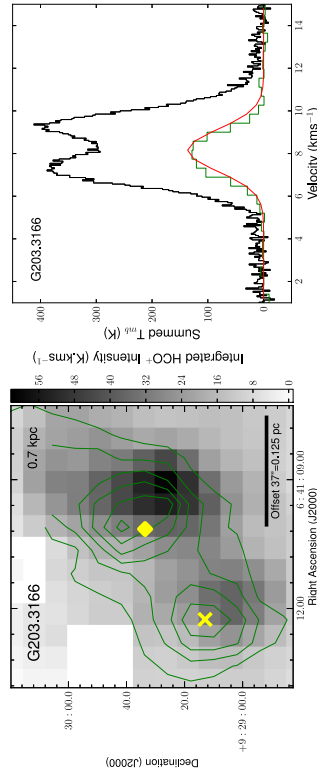 G203.3166
0.7 kpc
Offset 37"=0.125 pc
30 : 00.0
40.0
20.0
+9 : 29 : 00.0
Declination (J2000)
12.00
6 : 41 : 09.00
Right Ascension (J2000)
56
48
40
32
24
16
8
0
Integrated HCO⁺ Intensity (K.kms⁻¹)
G203.3166
400
300
200
100
0
Summed T_mb (K)
2
4
6
8
10
12
14
Velocity (kms⁻¹)